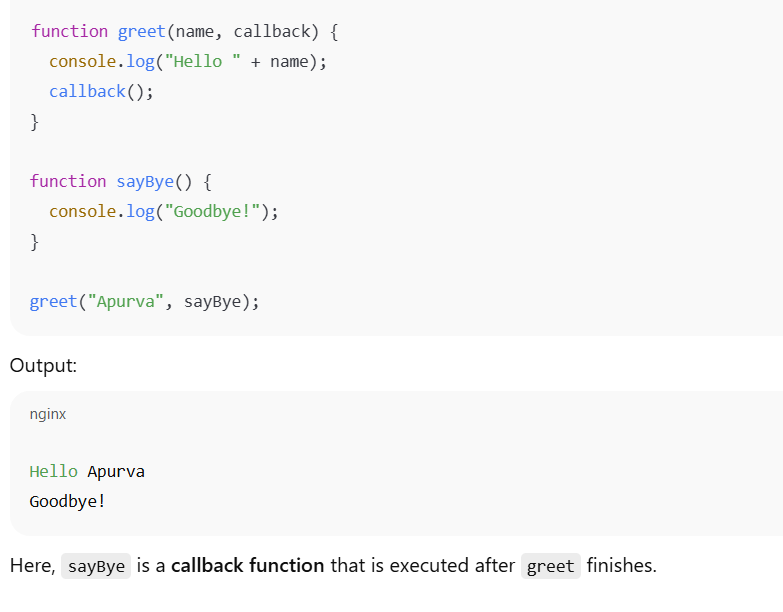 function greet(name, callback) {
  console.log("Hello " + name);
  callback();
}

function sayBye() {
  console.log("Goodbye!");
}

greet("Apurva", sayBye);
Output:
nginx
Hello Apurva
Goodbye!
Here, sayBye is a callback function that is executed after greet finishes.